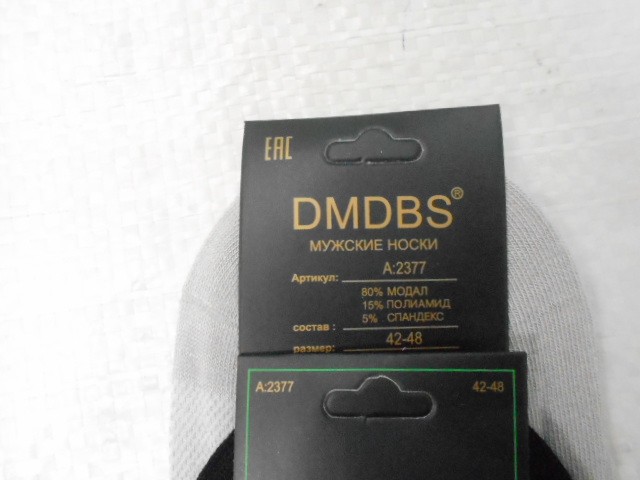 EAC
DMDBS®
МУЖСКИЕ НОСКИ
Артикул: А:2377
80% МОДАЛ
15% ПОЛИАМИД
5% СПАНДЕКС
состав :
42-48
размер:
А:2377 42-48